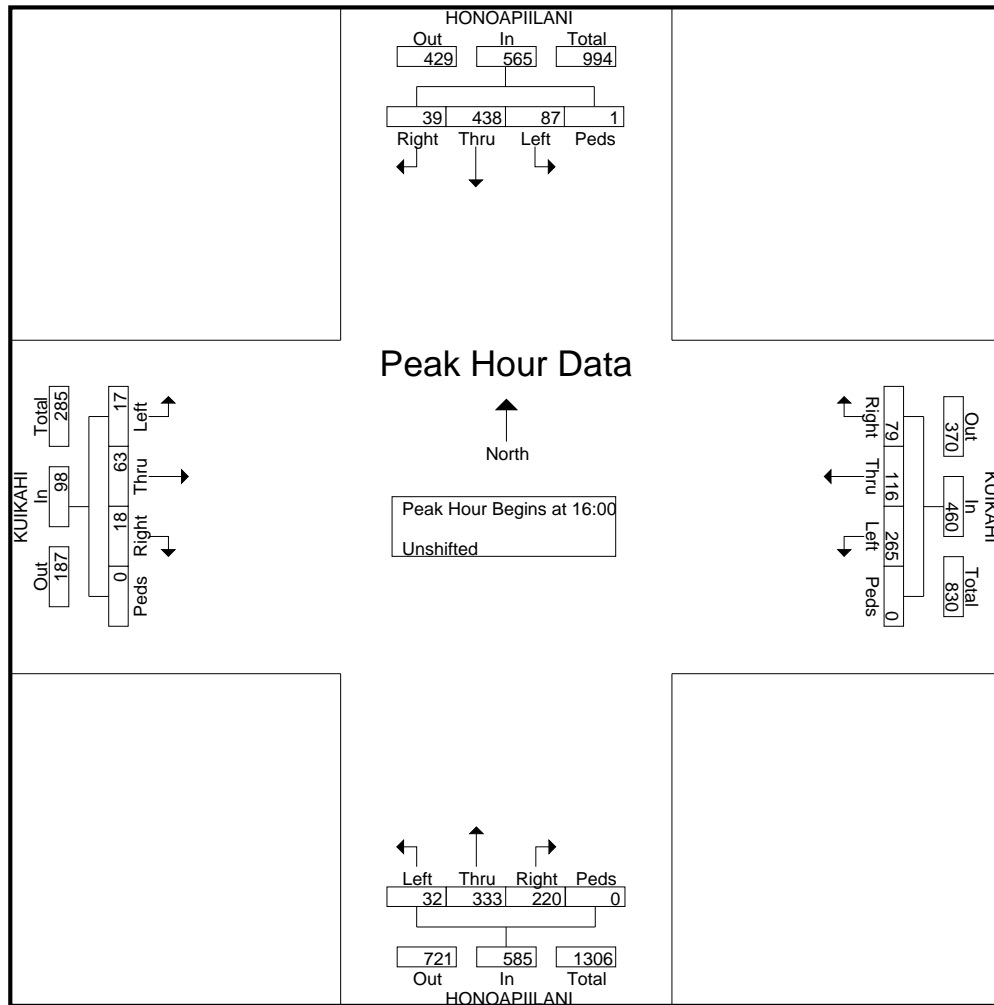 HONOAPIILANI
Out In Total
429 565 994
39 438 87 1
Right Thru Left Peds
Peak Hour Data
North
Peak Hour Begins at 16:00
Unshifted
KUIKAHI
Total In Out
285 98 187
17 63 18 0
Left Thru Right Peds
Right Thru Left Peds
79 116 265 0
Out In Total
370 460 830
KUIKAHI
Left Thru Right Peds
32 333 220 0
721 585 1306
Out In Total
HONOAPIILANI